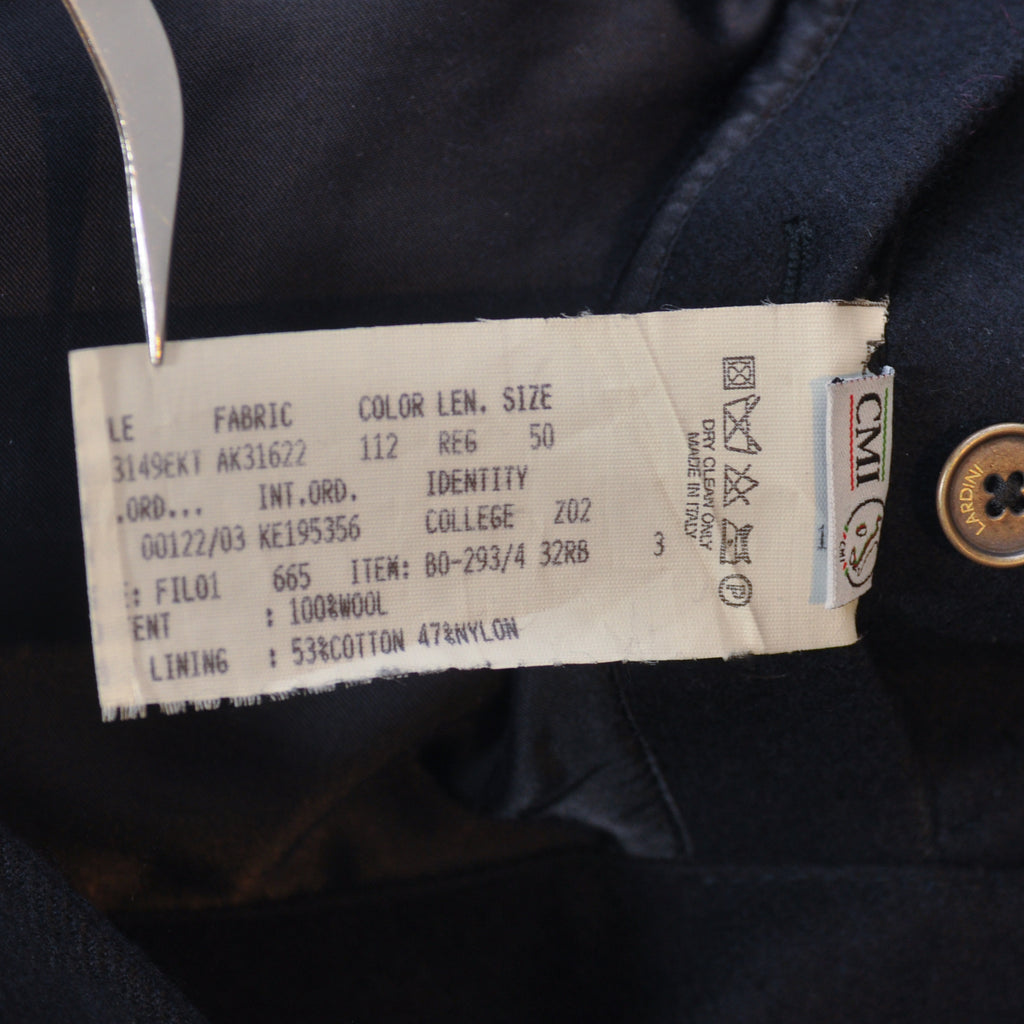 LE FABRIC COLOR LEN. SIZE
3149EKT AK31622 112 REG 50
.ORD... INT.ORD. IDENTITY
00122/03 KE195356 COLLEGE Z02
: FIL01 665 ITEM: BO-293/4 32RB 3
ENT : 100%WOOL
LINING : 53%COTTON 47%NYLON
DRY CLEAN ONLY
MADE IN ITALY
P
1
CMI
CMI
LARDINI